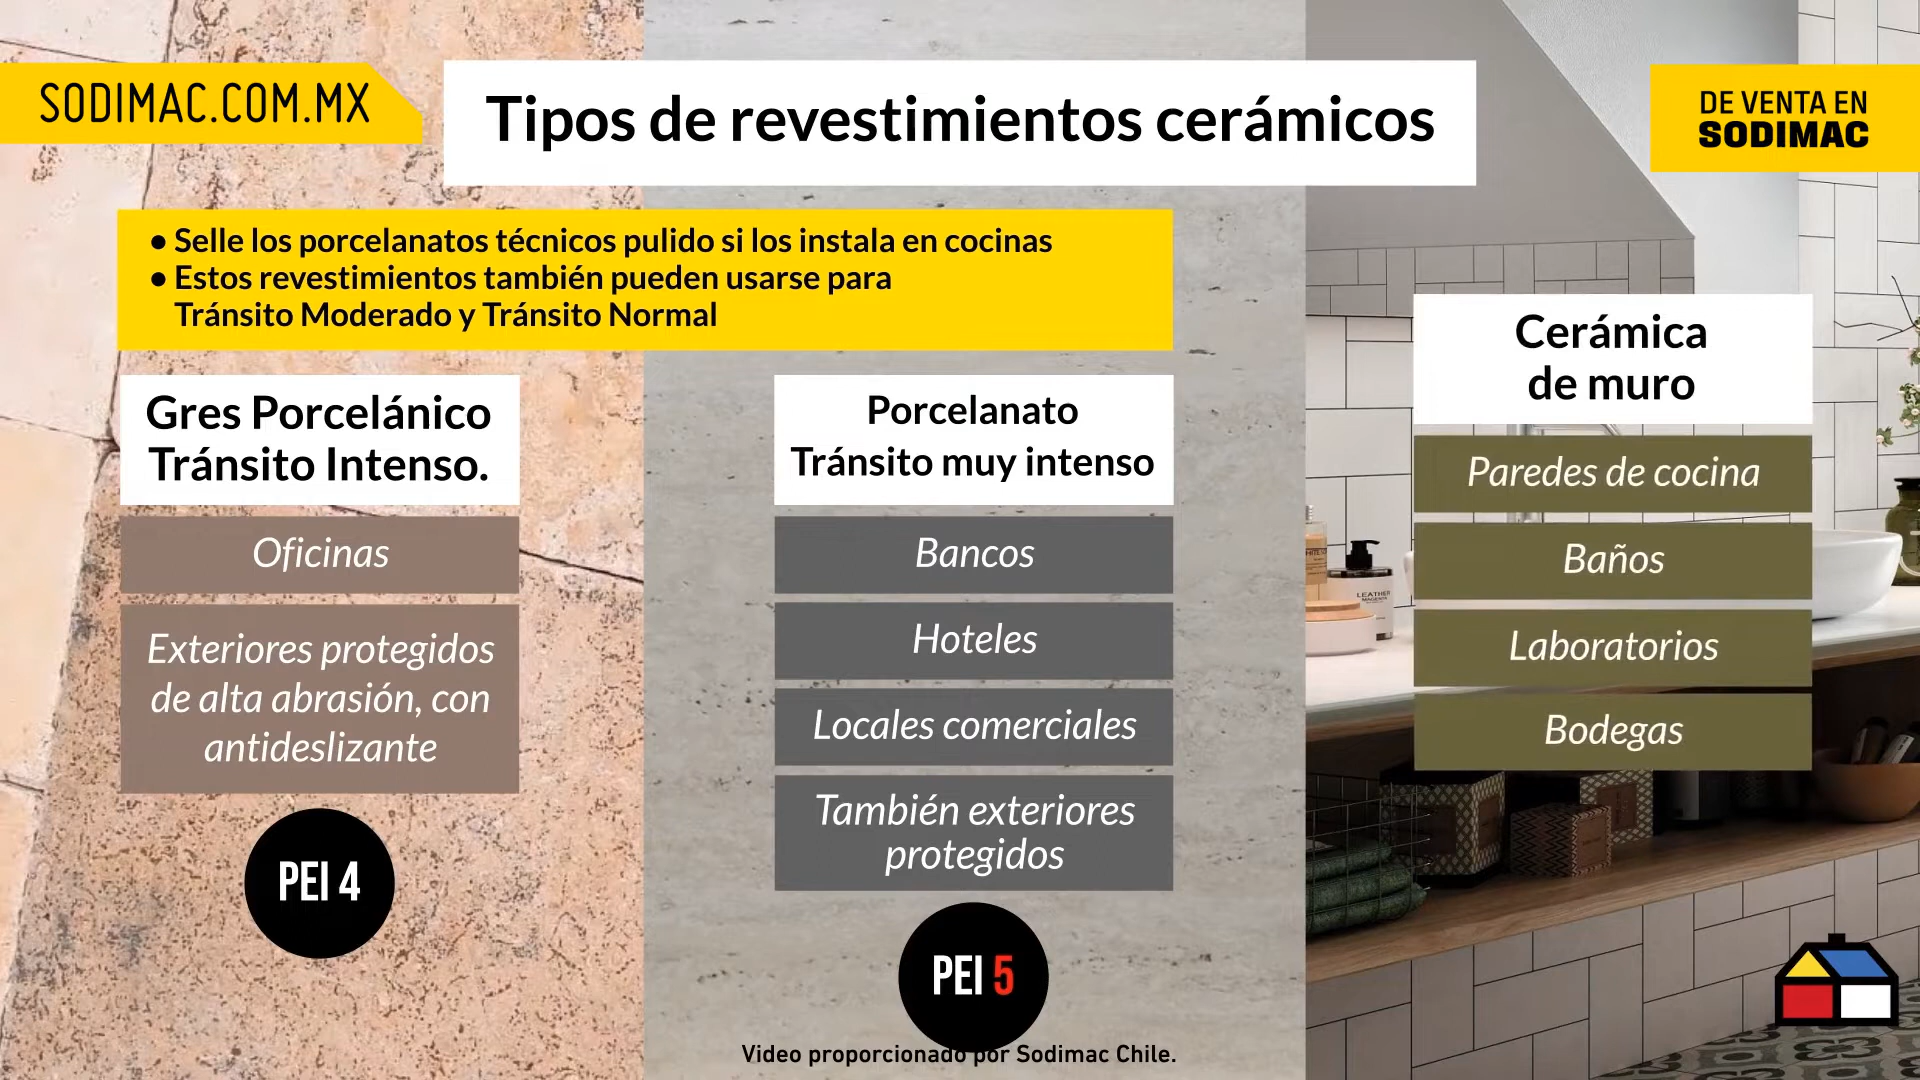 SODIMAC.COM.MX
Tipos de revestimientos cerámicos
DE VENTA EN
SODIMAC
● Selle los porcelanatos técnicos pulido si los instala en cocinas
● Estos revestimientos también pueden usarse para
Tránsito Moderado y Tránsito Normal
Gres Porcelánico
Tránsito Intenso.
Oficinas
Exteriores protegidos
de alta abrasión, con
antideslizante
PEI 4
Porcelanato
Tránsito muy intenso
Bancos
Hoteles
Locales comerciales
También exteriores
protegidos
PEI 5
Cerámica
de muro
Paredes de cocina
Baños
Laboratorios
Bodegas
LEATHER
Video proporcionado por Sodimac Chile.